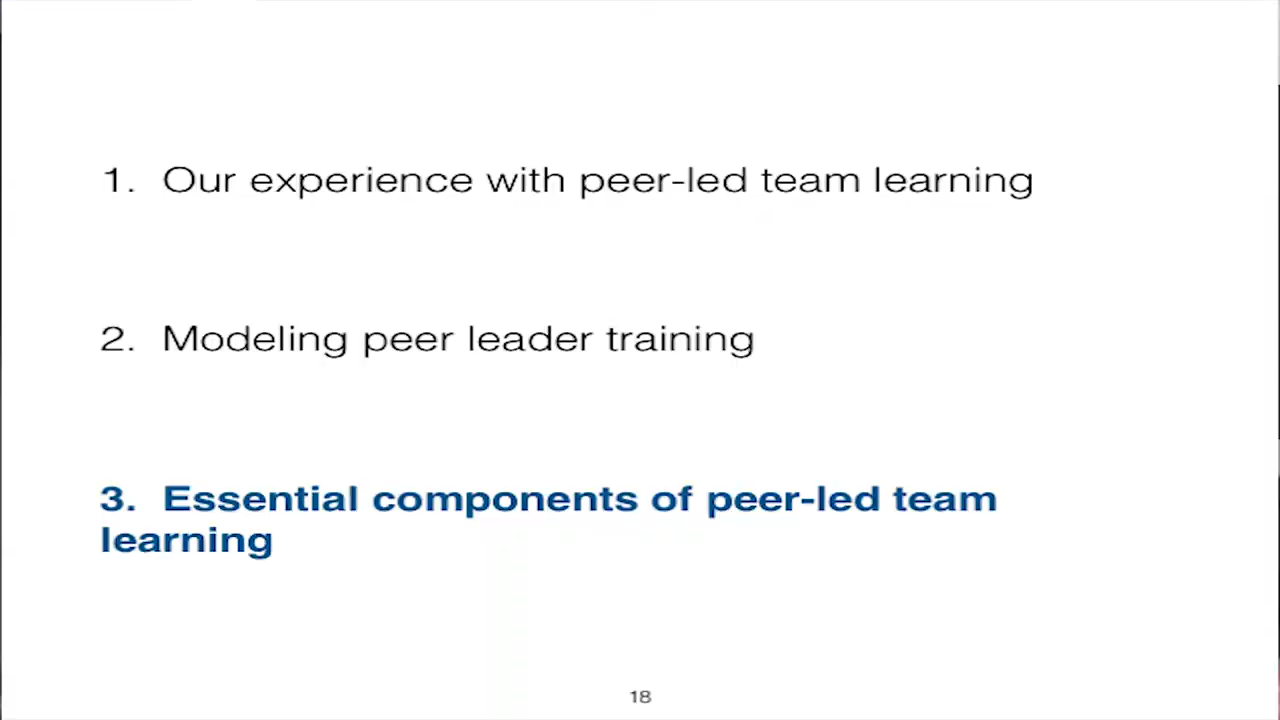 1. Our experience with peer-led team learning
2. Modeling peer leader training
3. Essential components of peer-led team
learning
18